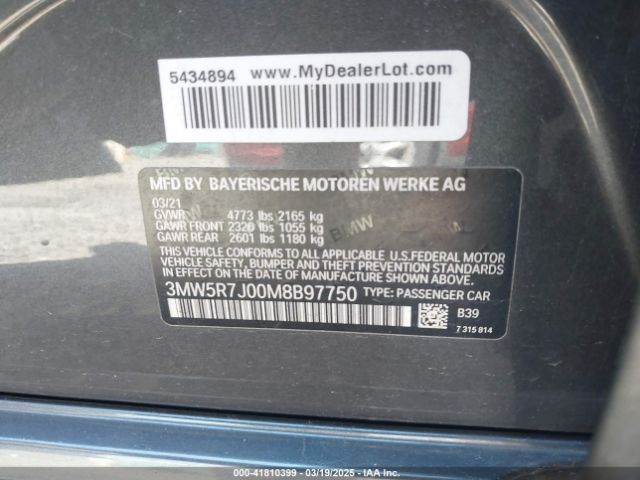 5434894 www.MyDealerLot.com
MFD BY BAYERISCHE MOTOREN WERKE AG
03/21
GVWR 4773 lbs 2165 kg
GAWR FRONT 2326 lbs 1055 kg
GAWR REAR 2601 lbs 1180 kg
THIS VEHICLE CONFORMS TO ALL APPLICABLE U.S.FEDERAL MOTOR
VEHICLE SAFETY, BUMPER AND THEFT PREVENTION STANDARDS
IN EFFECT ON THE DATE OF MANUFACTURE SHOWN ABOVE.
3MW5R7J00M8B97750 TYPE: PASSENGER CAR
B39
7 315 814
000-41810399 — 03/19/2025 — IAAI.COM